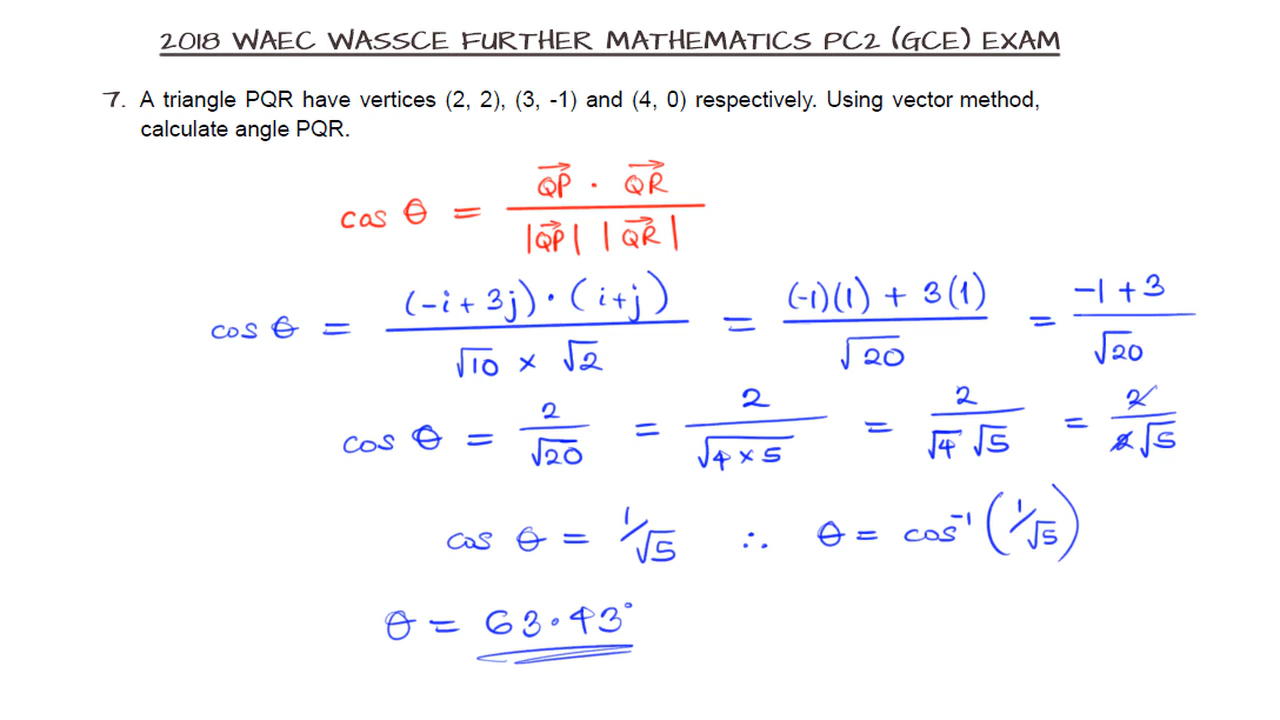 2018 WAEC WASSCE FURTHER MATHEMATICS PC2 (GCE) EXAM
7. A triangle PQR have vertices (2, 2), (3, -1) and (4, 0) respectively. Using vector method,
calculate angle PQR.
cos θ = (QP⃗ · QR⃗) / (|QP⃗| |QR⃗|)
cos θ = ((-i + 3j) · (i+j)) / (√10 × √2) = ((-1)(1) + 3(1)) / √20 = (-1 + 3) / √20
cos θ = 2/√20 = 2/√(4 × 5) = 2/(√4 √5) = 2/(2√5)
cos θ = 1/√5 ∴ θ = cos⁻¹ (1/√5)
θ = 63.43°